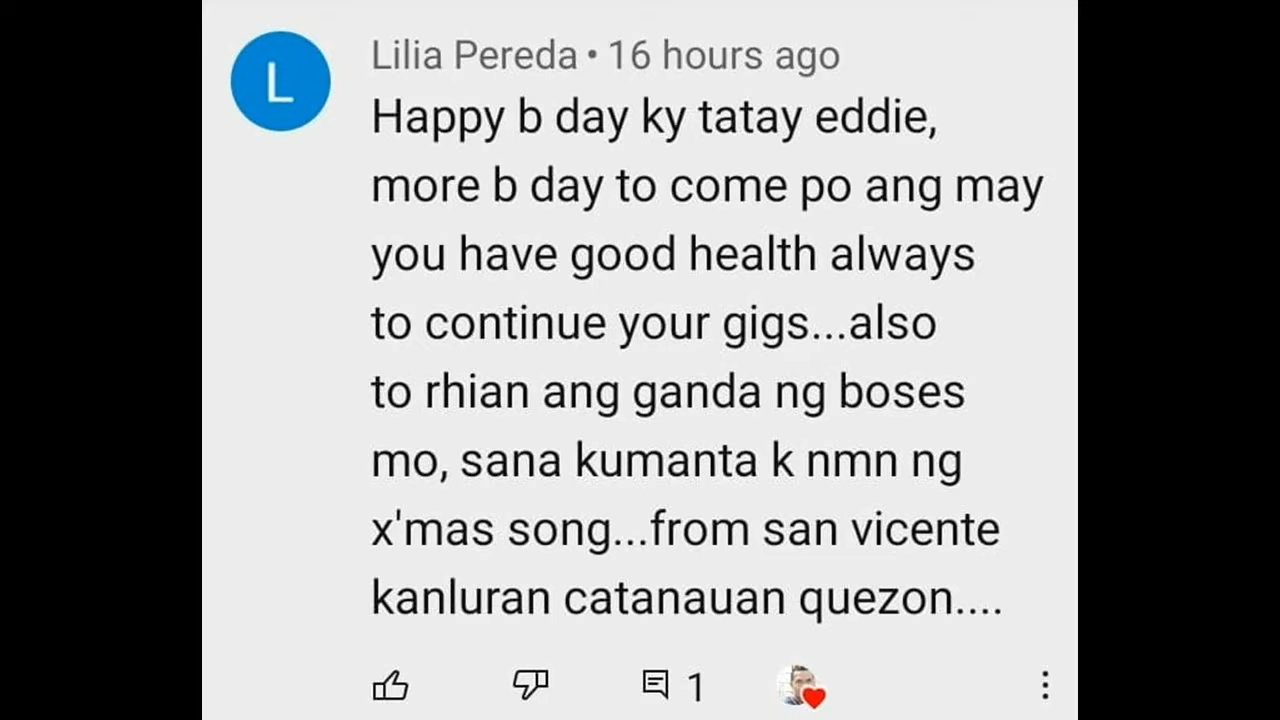 L
Lilia Pereda • 16 hours ago
Happy b day ky tatay eddie,
more b day to come po ang may
you have good health always
to continue your gigs...also
to rhian ang ganda ng boses
mo, sana kumanta k nmn ng
x'mas song...from san vicente
kanluran catanauan quezon....
1